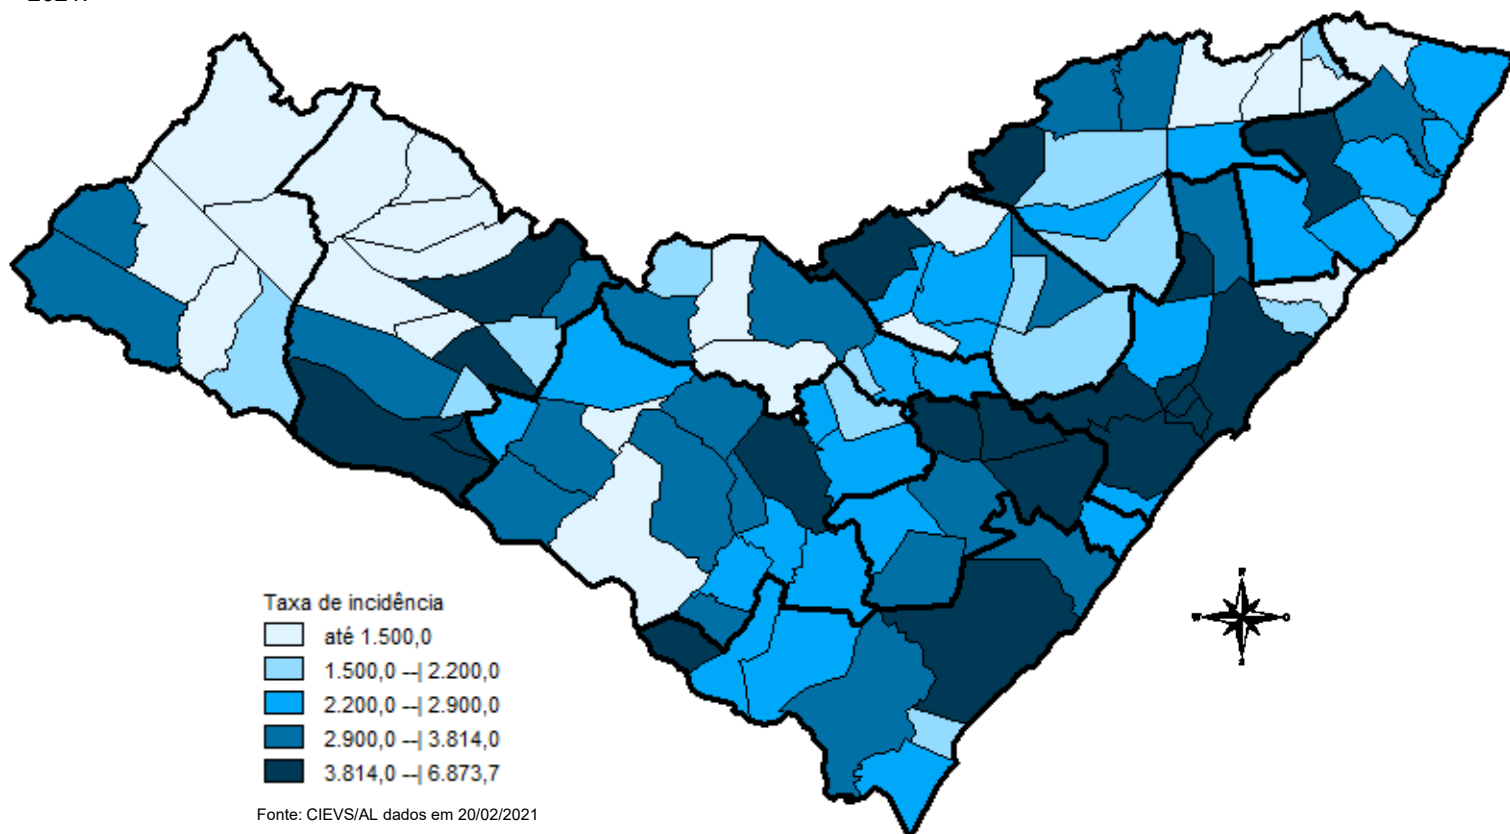 Taxa de incidência
até 1.500,0
1.500,0 --| 2.200,0
2.200,0 --| 2.900,0
2.900,0 --| 3.814,0
3.814,0 --| 6.873,7
Fonte: CIEVS/AL dados em 20/02/2021